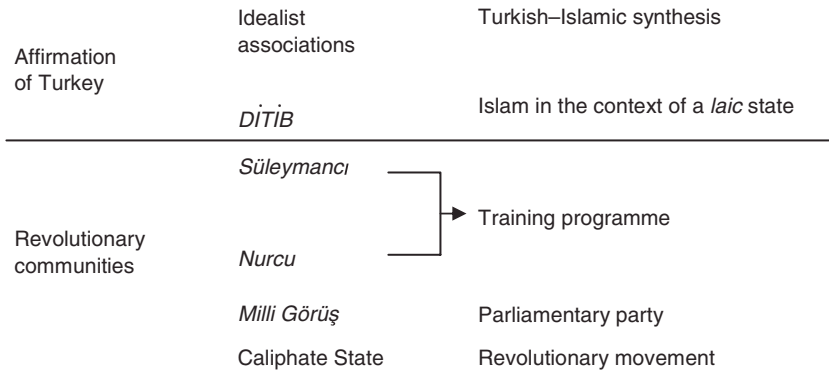 Affirmation
of Turkey
Idealist
associations
Turkish–Islamic synthesis
DİTİB
Islam in the context of a laic state
Revolutionary
communities
Süleymancı
Nurcu
Training programme
Milli Görüş
Parliamentary party
Caliphate State
Revolutionary movement